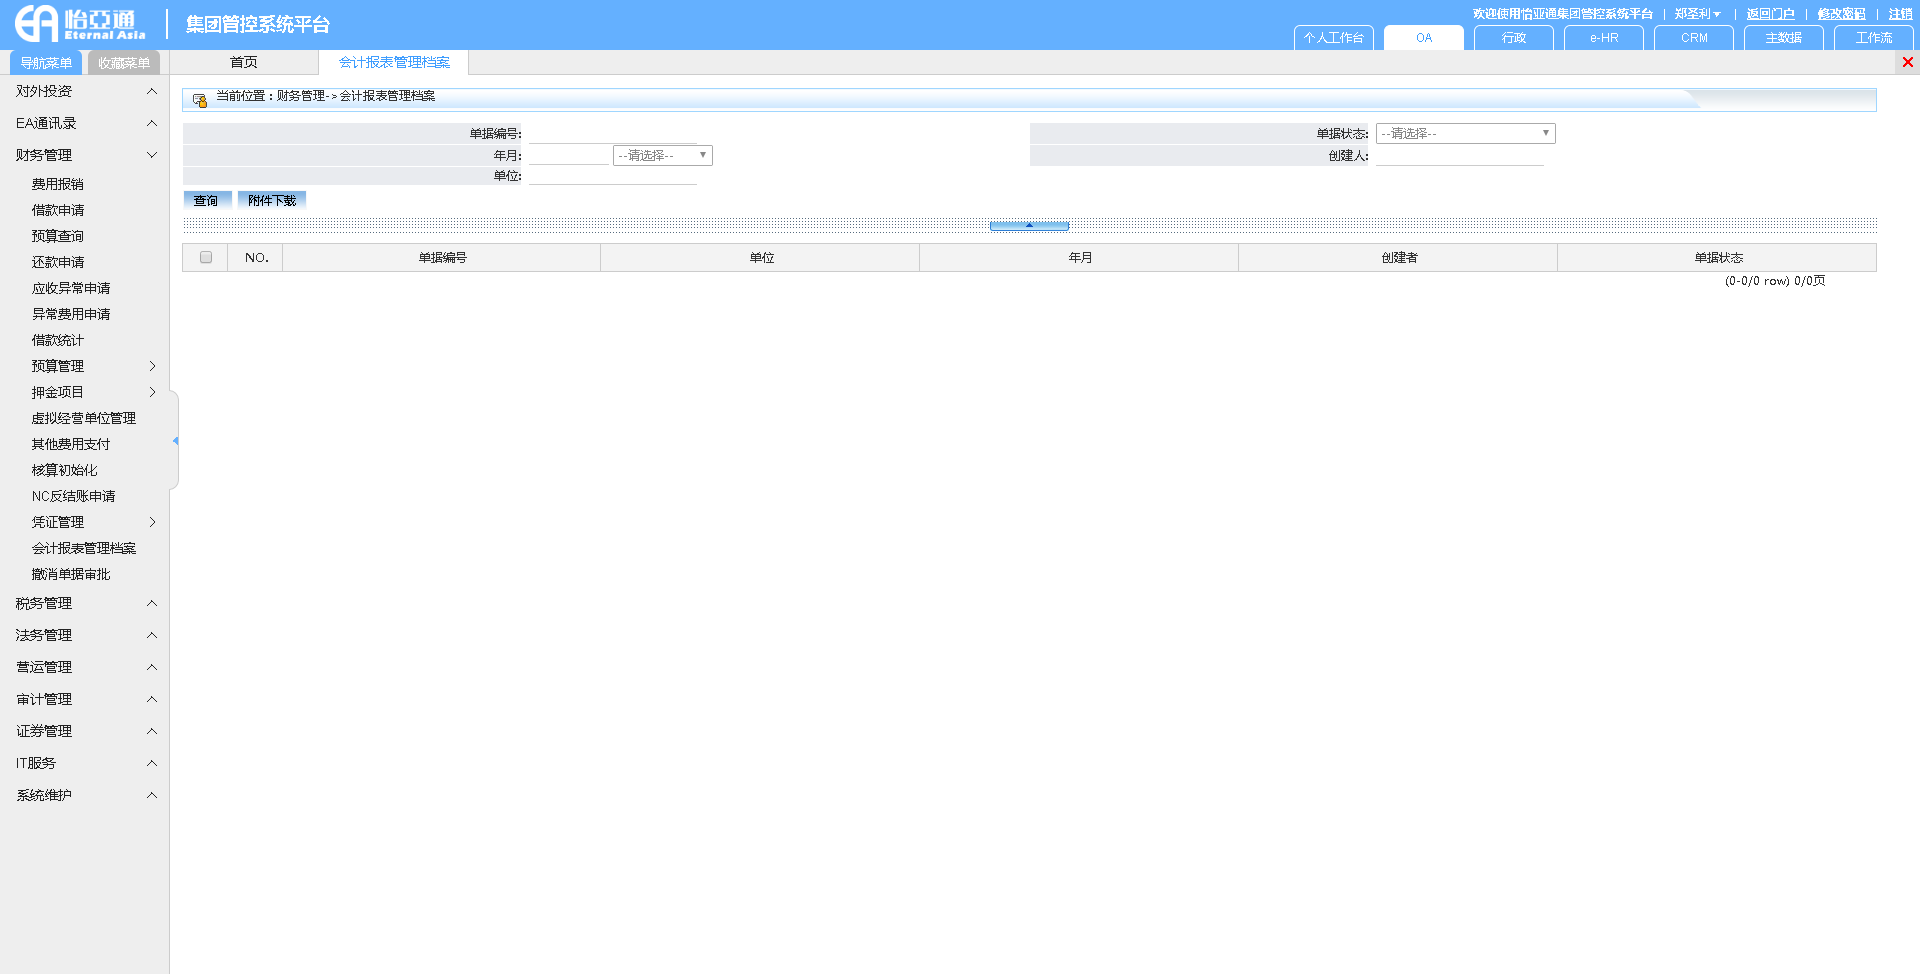 怡亞通
Eternal Asia
集团管控系统平台
欢迎使用怡亚通集团管控系统平台 | 郑圣利 | 返回门户 | 修改密码 | 注销
个人工作台 OA 行政 e-HR CRM 主数据 工作流
导航菜单 收藏菜单 首页 会计报表管理档案
当前位置：财务管理->会计报表管理档案
单据编号: 单据状态: --请选择--
年月: --请选择-- 创建人:
单位:
查询 附件下载
NO. 单据编号 单位 年月 创建者 单据状态
(0-0/0 row) 0/0页
对外投资
EA通讯录
财务管理
费用报销
借款申请
预算查询
还款申请
应收异常申请
异常费用申请
借款统计
预算管理
押金项目
虚拟经营单位管理
其他费用支付
核算初始化
NC反结账申请
凭证管理
会计报表管理档案
撤消单据审批
税务管理
法务管理
营运管理
审计管理
证券管理
IT服务
系统维护